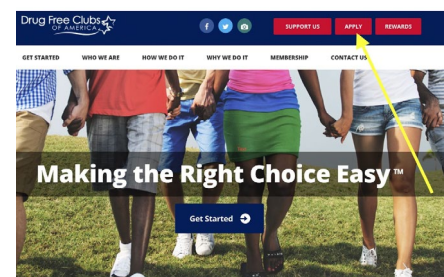 Drug Free Clubs
OF AMERICA
SUPPORT US
APPLY
REWARDS
GET STARTED
WHO WE ARE
HOW WE DO IT
WHY WE DO IT
MEMBERSHIP
CONTACT US
Making the Right Choice Easy™
Get Started